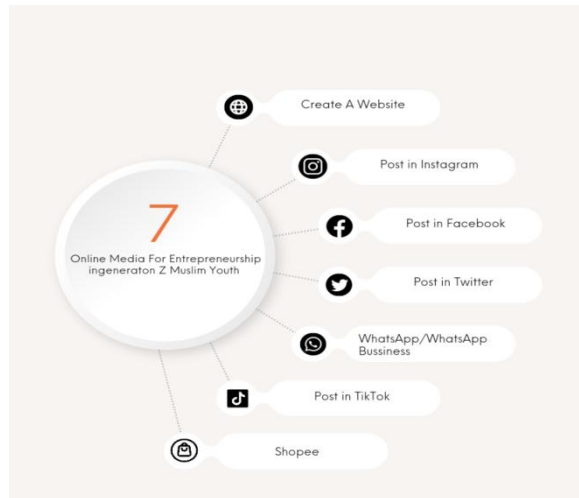 7
Online Media For Entrepreneurship
ingeneraton Z Muslim Youth
Create A Website
Post in Instagram
Post in Facebook
Post in Twitter
WhatsApp/WhatsApp
Bussiness
Post in TikTok
Shopee